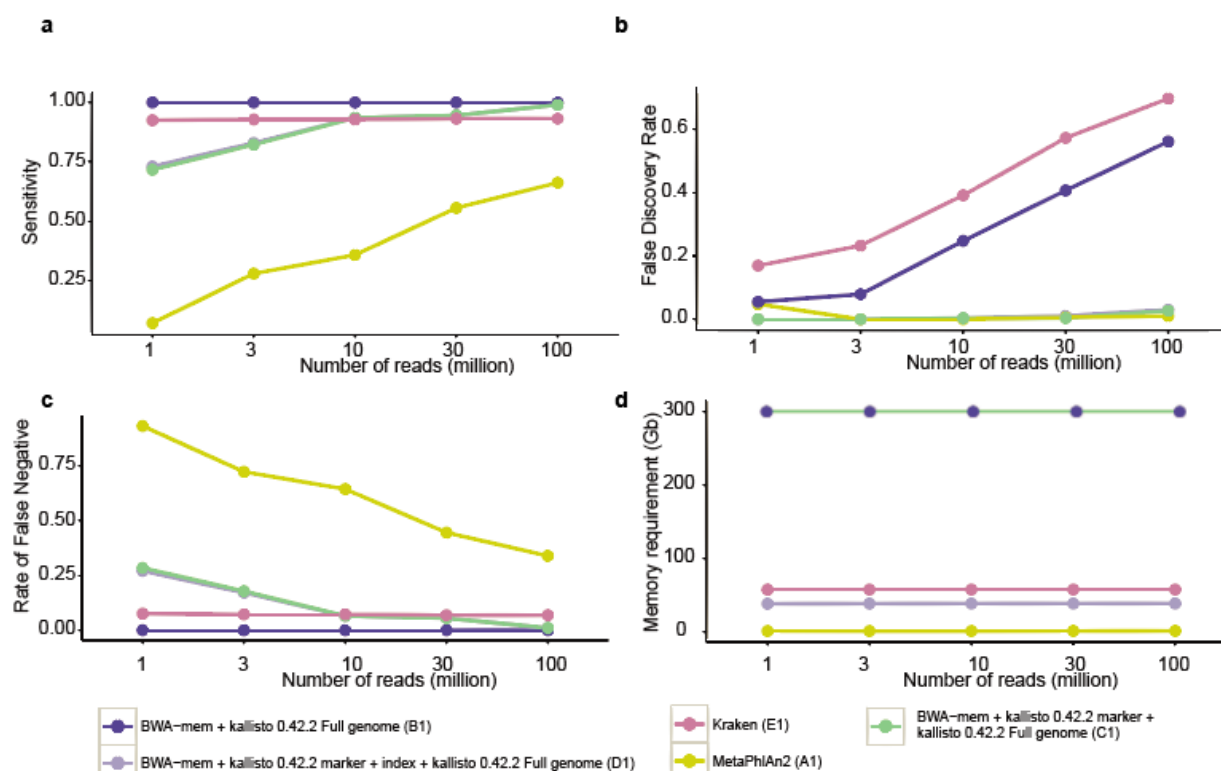 a
b
1.00
0.75
0.50
0.25
Sensitivity
1 3 10 30 100
Number of reads (million)
0.6
0.4
0.2
0.0
False Discovery Rate
1 3 10 30 100
Number of reads (million)
c
d
0.75
0.50
0.25
0.00
Rate of False Negative
1 3 10 30 100
Number of reads (million)
300
200
100
0
Memory requirement (Gb)
1 3 10 30 100
Number of reads (million)
BWA−mem + kallisto 0.42.2 Full genome (B1)
BWA−mem + kallisto 0.42.2 marker + index + kallisto 0.42.2 Full genome (D1)
Kraken (E1)
MetaPhlAn2 (A1)
BWA−mem + kallisto 0.42.2 marker +
kallisto 0.42.2 Full genome (C1)